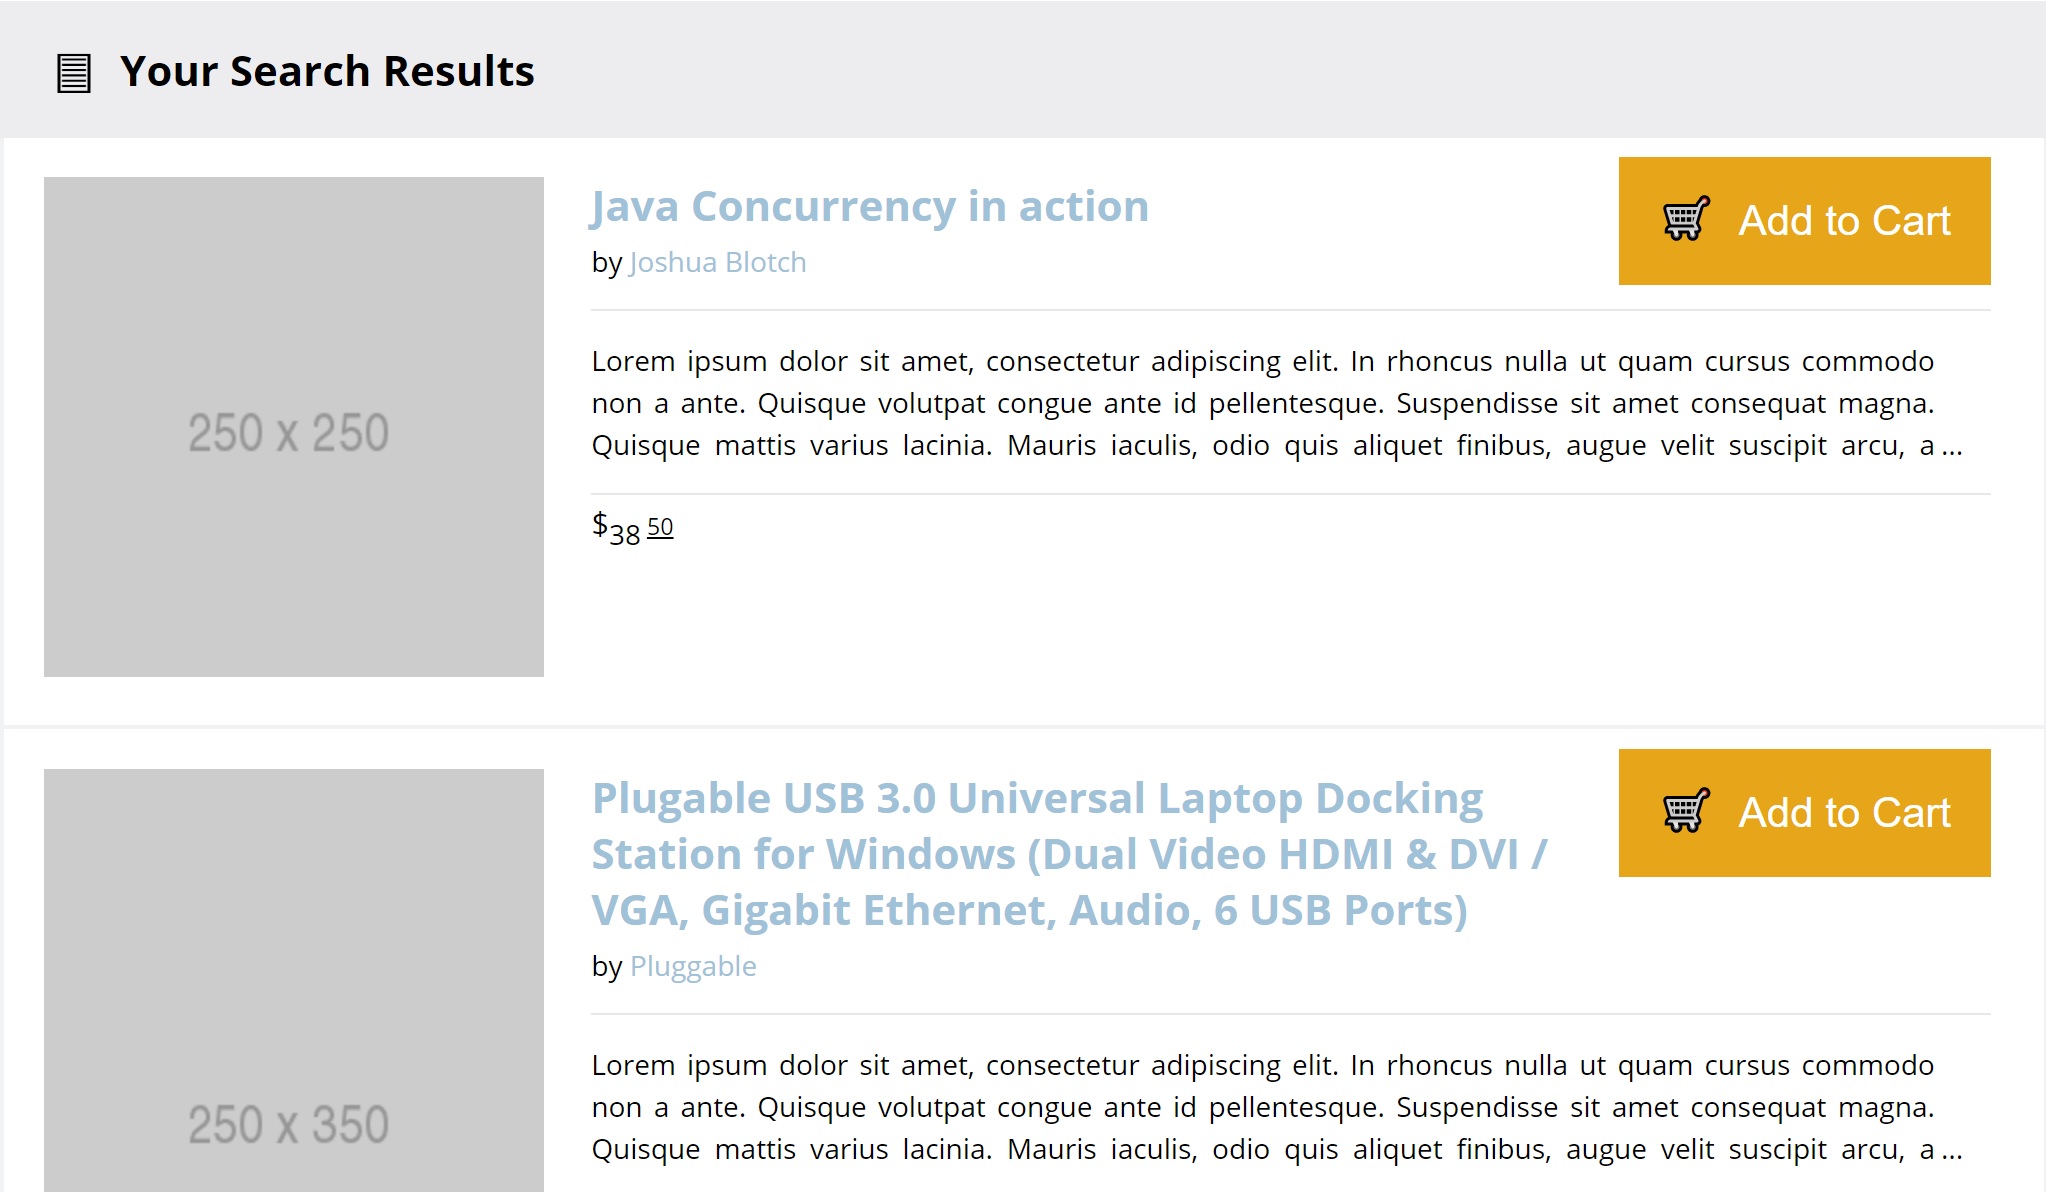 Your Search Results
250 x 250
Java Concurrency in action
by Joshua Blotch
Add to Cart
Lorem ipsum dolor sit amet, consectetur adipiscing elit. In rhoncus nulla ut quam cursus commodo
non a ante. Quisque volutpat congue ante id pellentesque. Suspendisse sit amet consequat magna.
Quisque mattis varius lacinia. Mauris iaculis, odio quis aliquet finibus, augue velit suscipit arcu, a...
$38 50
250 x 350
Plugable USB 3.0 Universal Laptop Docking
Station for Windows (Dual Video HDMI & DVI /
VGA, Gigabit Ethernet, Audio, 6 USB Ports)
by Pluggable
Add to Cart
Lorem ipsum dolor sit amet, consectetur adipiscing elit. In rhoncus nulla ut quam cursus commodo
non a ante. Quisque volutpat congue ante id pellentesque. Suspendisse sit amet consequat magna.
Quisque mattis varius lacinia. Mauris iaculis, odio quis aliquet finibus, augue velit suscipit arcu, a...